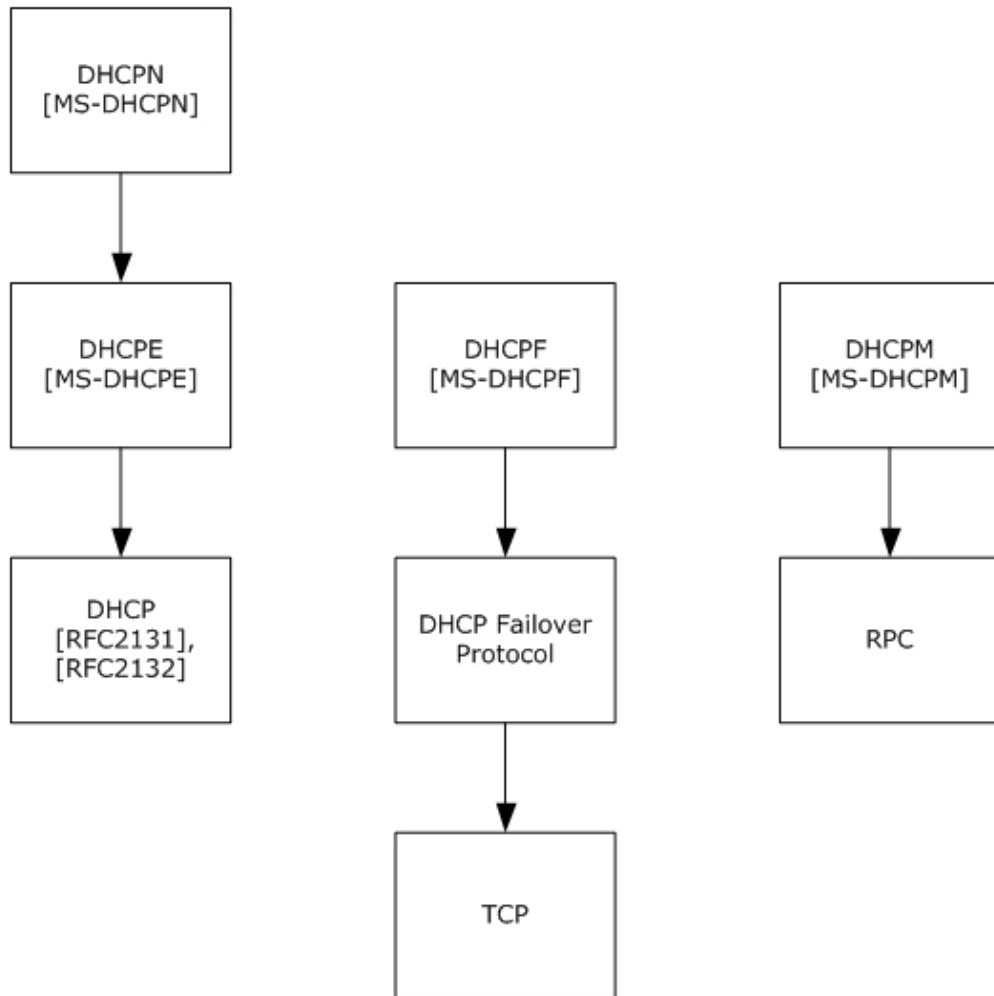 DHCPN
[MS-DHCPN]
DHCPE
[MS-DHCPE]
DHCPF
[MS-DHCPF]
DHCPM
[MS-DHCPM]
DHCP
[RFC2131],
[RFC2132]
DHCP Failover
Protocol
RPC
TCP